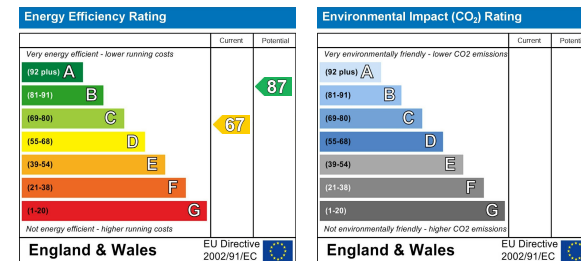 Energy Efficiency Rating
Current Potential
Very energy efficient - lower running costs
(92 plus) A
(81-91) B
87
(69-80) C
67
(55-68) D
(39-54) E
(21-38) F
(1-20) G
Not energy efficient - higher running costs
England & Wales
EU Directive
2002/91/EC
Environmental Impact (CO₂) Rating
Current Potential
Very environmentally friendly - lower CO2 emissions
(92 plus) A
(81-91) B
(69-80) C
(55-68) D
(39-54) E
(21-38) F
(1-20) G
Not environmentally friendly - higher CO2 emissions
England & Wales
EU Directive
2002/91/EC